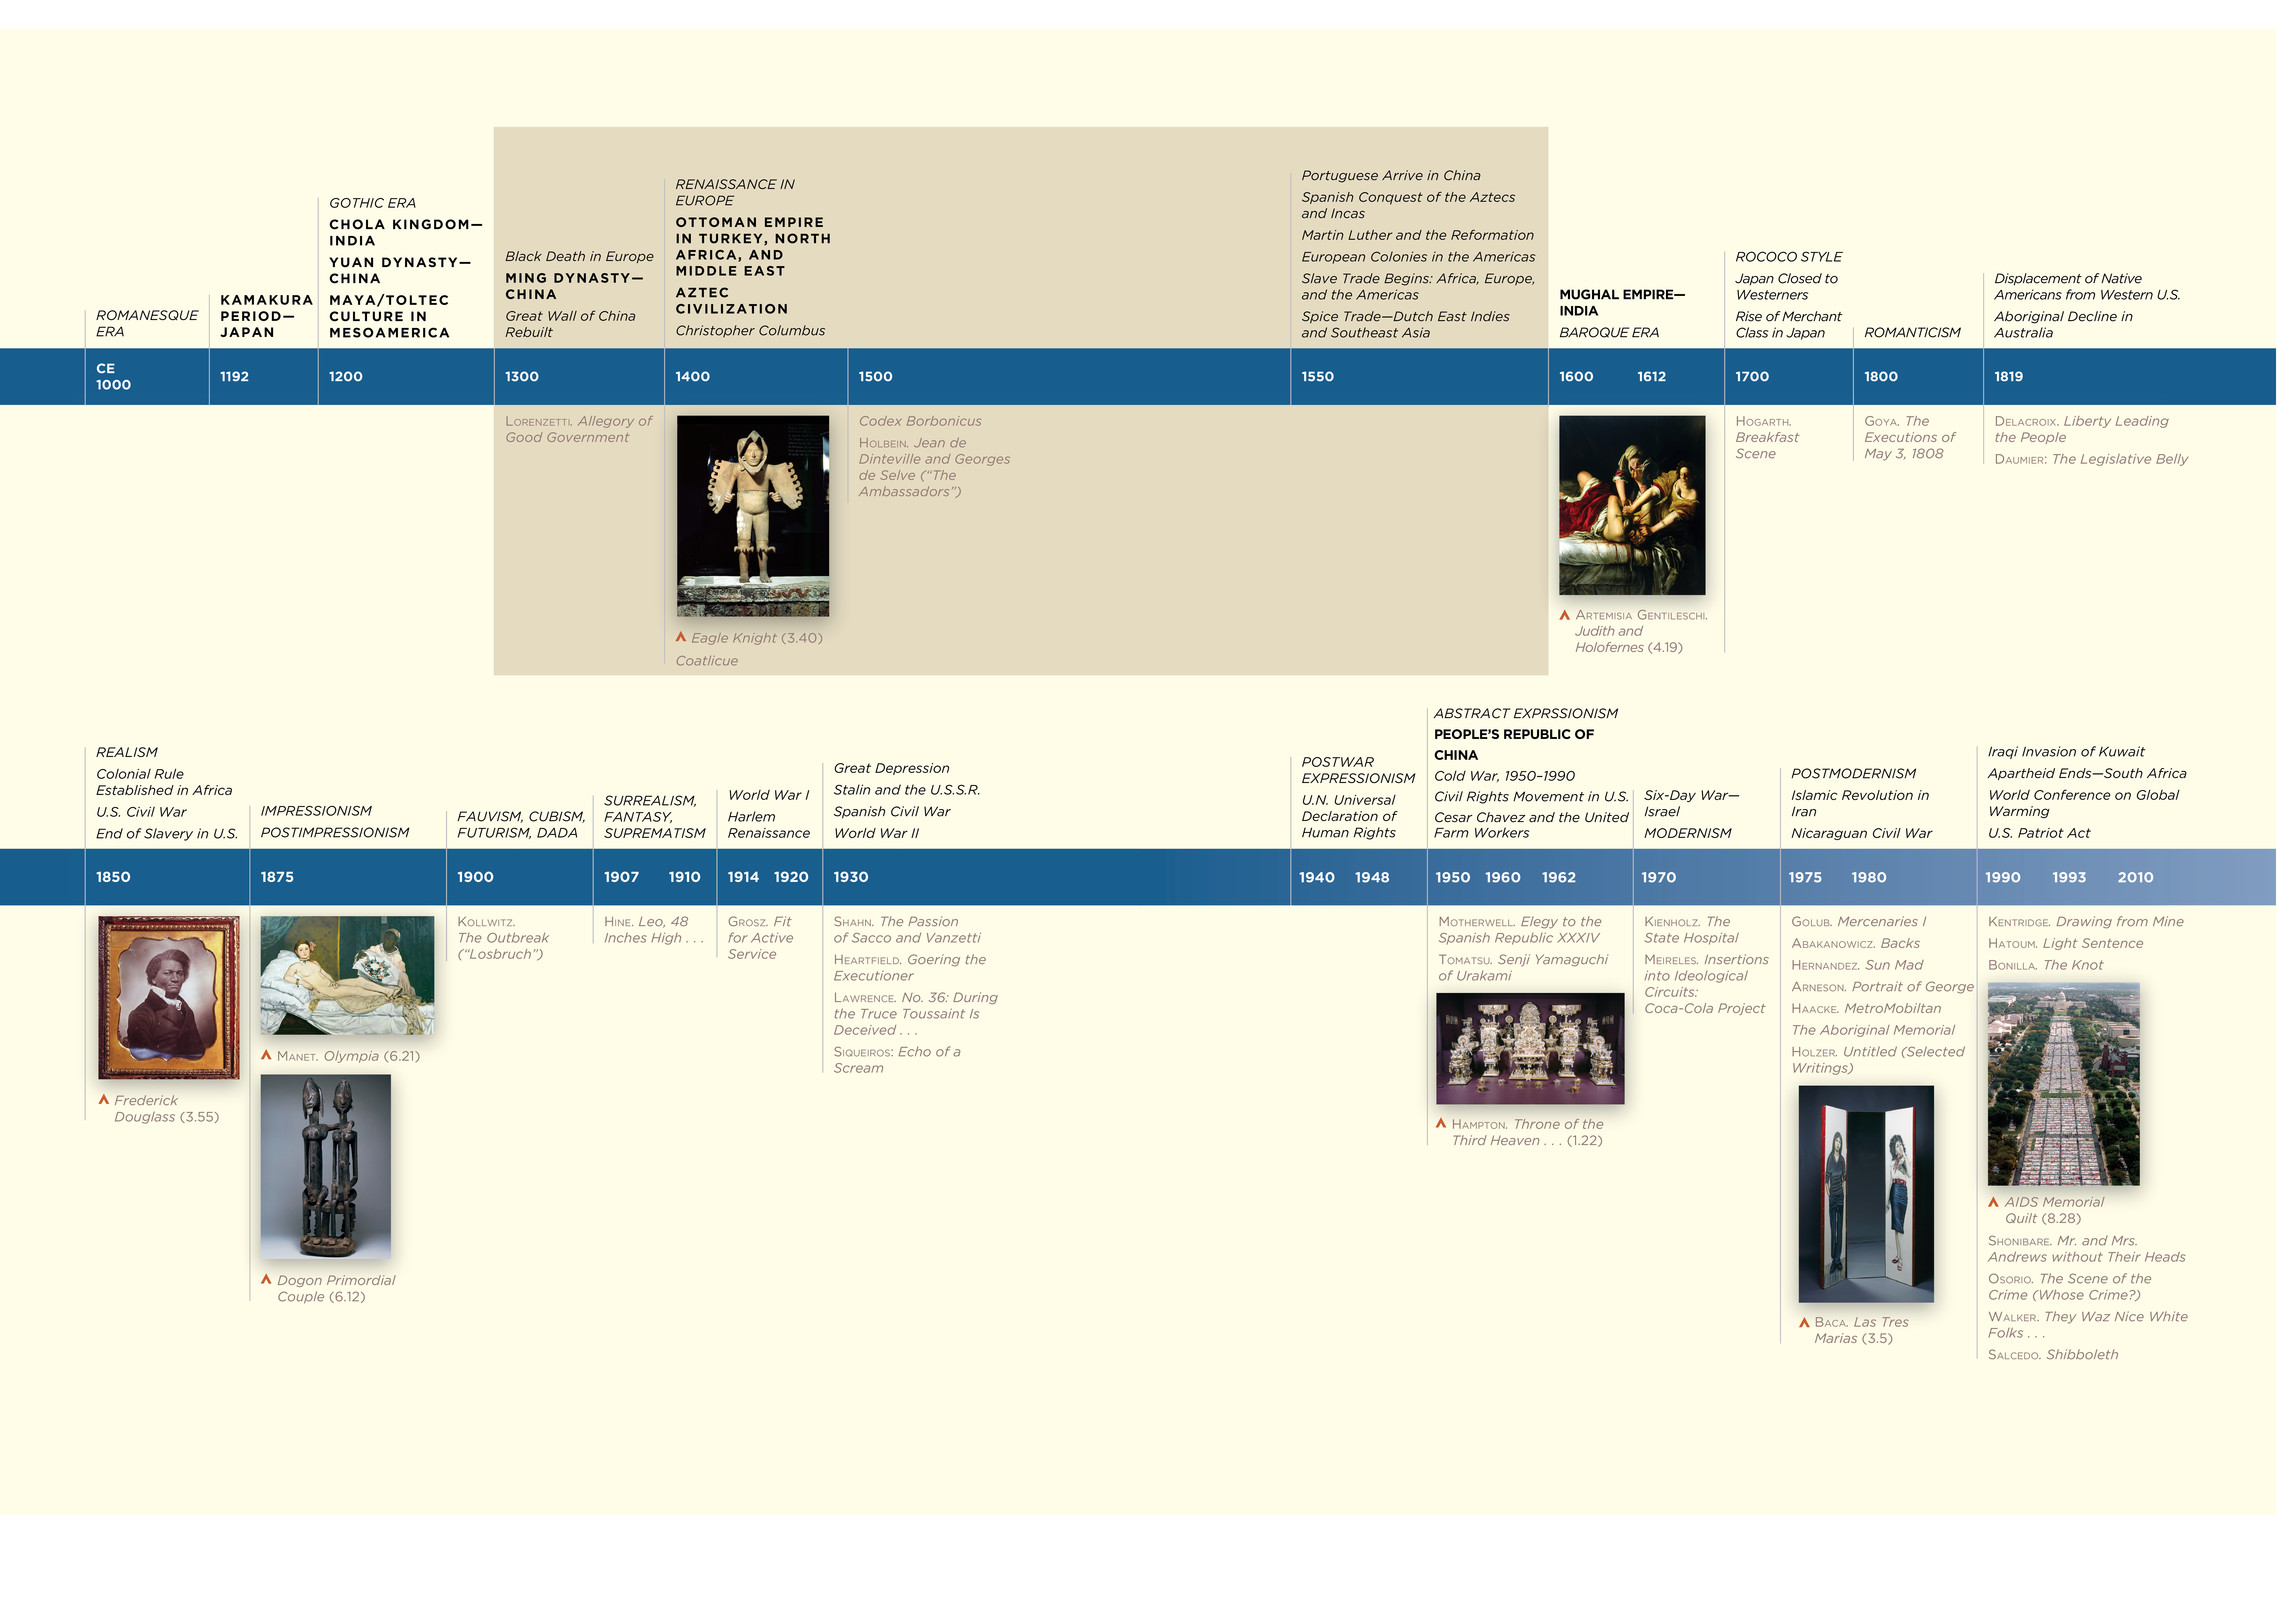 ROMANESQUE
ERA
KAMAKURA
PERIOD—
JAPAN
GOTHIC ERA
CHOLA KINGDOM—
INDIA
YUAN DYNASTY—
CHINA
MAYA/TOLTEC
CULTURE IN
MESOAMERICA
Black Death in Europe
MING DYNASTY—
CHINA
Great Wall of China
Rebuilt
RENAISSANCE IN
EUROPE
OTTOMAN EMPIRE
IN TURKEY, NORTH
AFRICA, AND
MIDDLE EAST
AZTEC
CIVILIZATION
Christopher Columbus
Portuguese Arrive in China
Spanish Conquest of the Aztecs
and Incas
Martin Luther and the Reformation
European Colonies in the Americas
Slave Trade Begins: Africa, Europe,
and the Americas
Spice Trade—Dutch East Indies
and Southeast Asia
MUGHAL EMPIRE—
INDIA
BAROQUE ERA
ROCOCO STYLE
Japan Closed to
Westerners
Rise of Merchant
Class in Japan
ROMANTICISM
Displacement of Native
Americans from Western U.S.
Aboriginal Decline in
Australia
CE
1000
1192
1200
1300
1400
1500
1550
1600
1612
1700
1800
1819
LORENZETTI. Allegory of
Good Government
Eagle Knight (3.40)
Coatlicue
Codex Borbonicus
HOLBEIN. Jean de
Dinteville and Georges
de Selve (“The
Ambassadors”)
ARTEMISIA GENTILESCHI.
Judith and
Holofernes (4.19)
HOGARTH.
Breakfast
Scene
GOYA. The
Executions of
May 3, 1808
DELACROIX. Liberty Leading
the People
DAUMIER: The Legislative Belly
REALISM
Colonial Rule
Established in Africa
U.S. Civil War
End of Slavery in U.S.
IMPRESSIONISM
POSTIMPRESSIONISM
FAUVISM, CUBISM,
FUTURISM, DADA
SURREALISM,
FANTASY,
SUPREMATISM
World War I
Harlem
Renaissance
Great Depression
Stalin and the U.S.S.R.
Spanish Civil War
World War II
POSTWAR
EXPRESSIONISM
U.N. Universal
Declaration of
Human Rights
ABSTRACT EXPRSSIONISM
PEOPLE’S REPUBLIC OF
CHINA
Cold War, 1950–1990
Civil Rights Movement in U.S.
Cesar Chavez and the United
Farm Workers
Six-Day War—
Israel
MODERNISM
POSTMODERNISM
Islamic Revolution in
Iran
Nicaraguan Civil War
Iraqi Invasion of Kuwait
Apartheid Ends—South Africa
World Conference on Global
Warming
U.S. Patriot Act
1850
1875
1900
1907
1910
1914
1920
1930
1940
1948
1950
1960
1962
1970
1975
1980
1990
1993
2010
Frederick
Douglass (3.55)
MANET. Olympia (6.21)
Dogon Primordial
Couple (6.12)
KOLLWITZ.
The Outbreak
(“Losbruch”)
HINE. Leo, 48
Inches High . . .
GROSZ. Fit
for Active
Service
SHAHN. The Passion
of Sacco and Vanzetti
HEARTFIELD. Goering the
Executioner
LAWRENCE. No. 36: During
the Truce Toussaint Is
Deceived . . .
SIQUEIROS: Echo of a
Scream
MOTHERWELL. Elegy to the
Spanish Republic XXXIV
TOMATSU. Senji Yamaguchi
of Urakami
HAMPTON. Throne of the
Third Heaven . . . (1.22)
KIENHOLZ. The
State Hospital
MEIRELES. Insertions
into Ideological
Circuits:
Coca-Cola Project
GOLUB. Mercenaries I
ABAKANOWICZ. Backs
HERNANDEZ. Sun Mad
ARNESON. Portrait of George
HAACKE. MetroMobiltan
The Aboriginal Memorial
HOLZER. Untitled (Selected
Writings)
BACA. Las Tres
Marias (3.5)
KENTRIDGE. Drawing from Mine
HATOUM. Light Sentence
BONILLA. The Knot
AIDS Memorial
Quilt (8.28)
SHONIBARE. Mr. and Mrs.
Andrews without Their Heads
OSORIO. The Scene of the
Crime (Whose Crime?)
WALKER. They Waz Nice White
Folks . . .
SALCEDO. Shibboleth